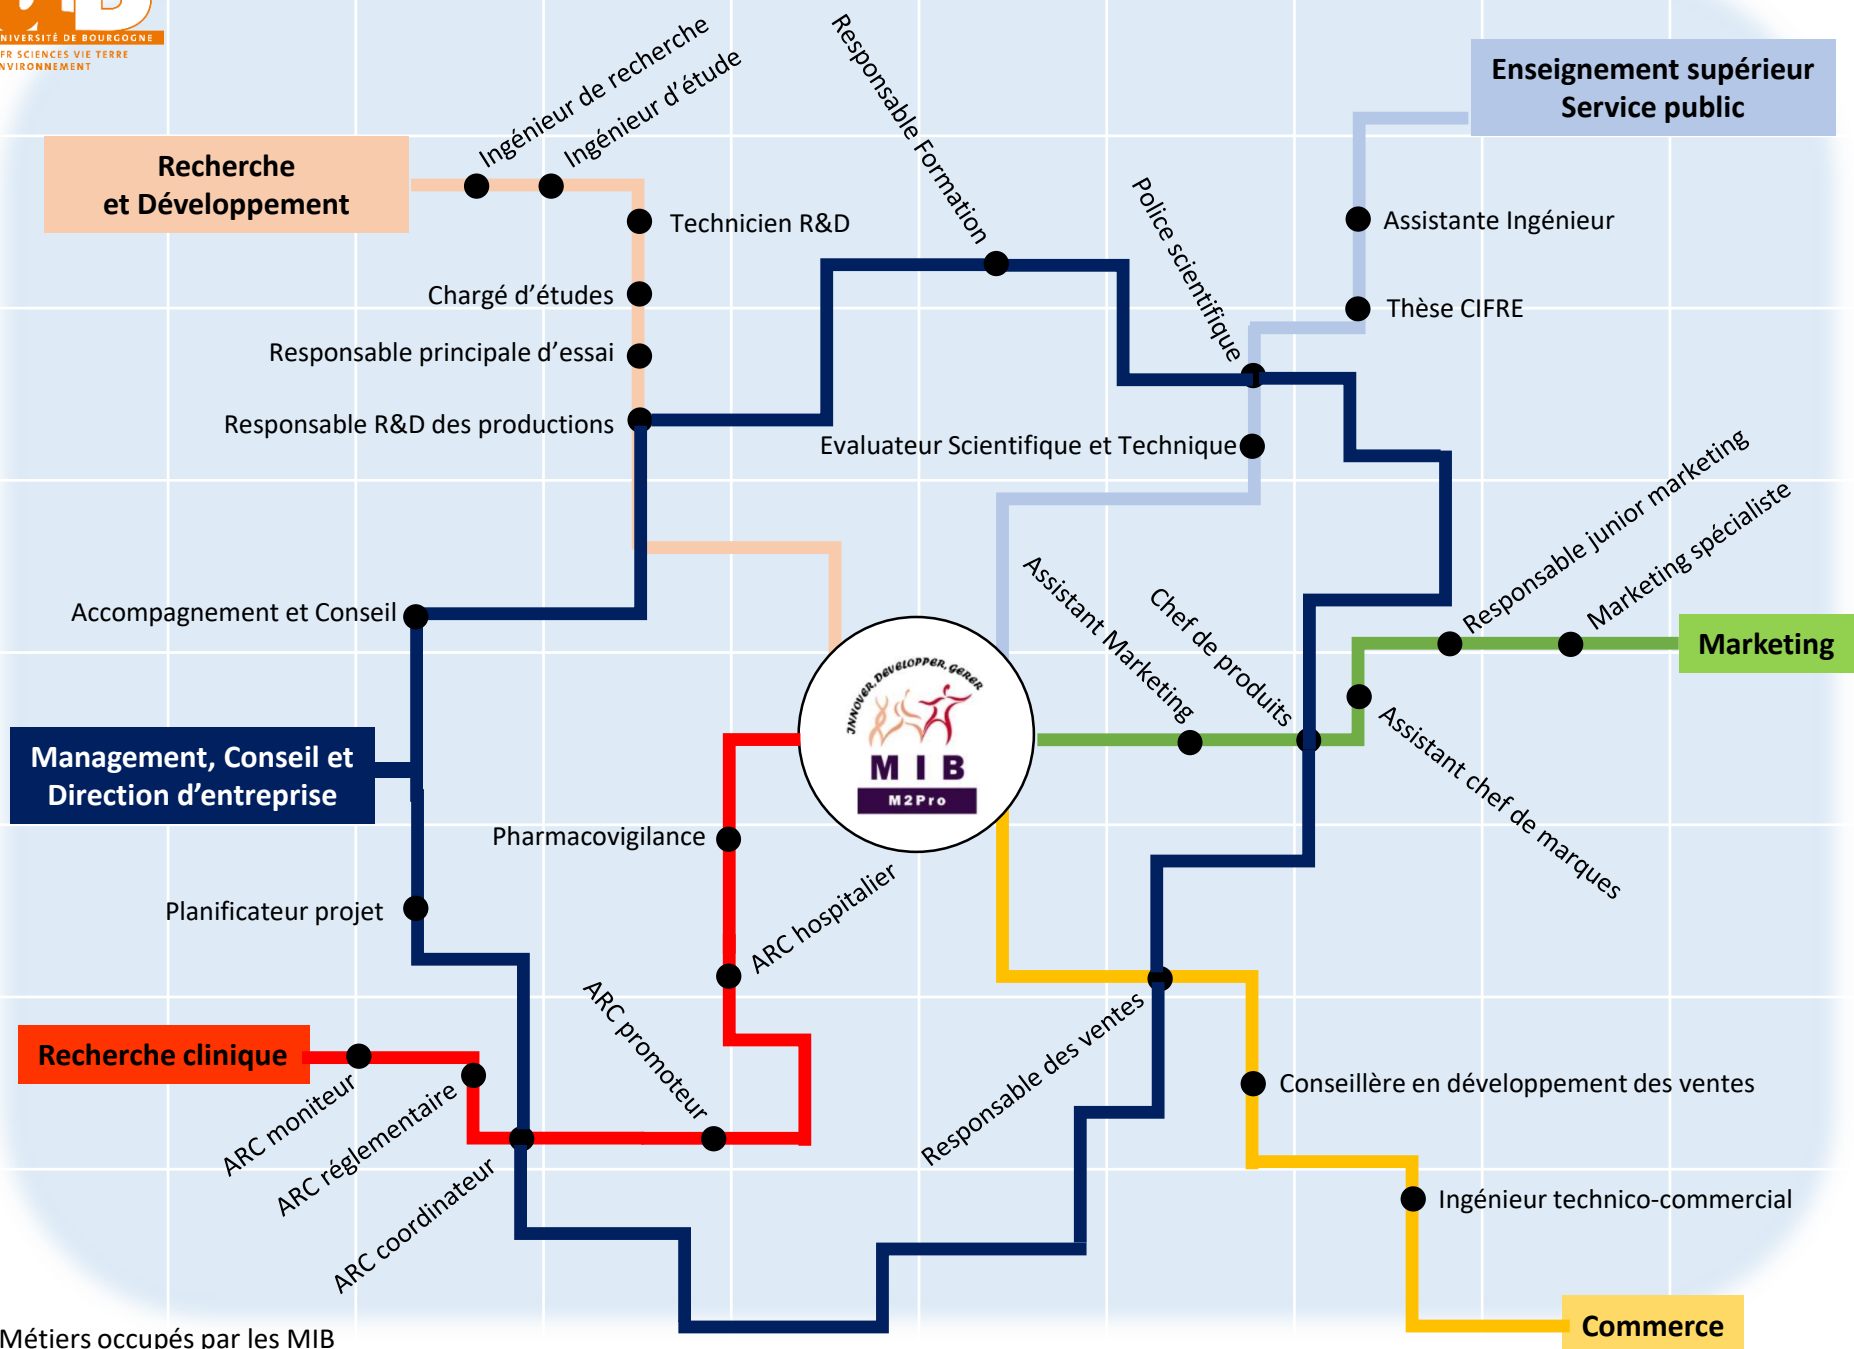 UNIVERSITÉ DE BOURGOGNE
FR SCIENCES VIE TERRE
NVIRONNEMENT
Enseignement supérieur
Service public
Recherche
et Développement
Ingénieur de recherche
Ingénieur d'étude
Responsable Formation
Police scientifique
Technicien R&D
Assistante Ingénieur
Chargé d'études
Thèse CIFRE
Responsable principale d'essai
Responsable R&D des productions
Evaluateur Scientifique et Technique
Responsable junior marketing
Marketing spécialiste
Accompagnement et Conseil
Assistant Marketing
Chef de produits
Marketing
INNOVER, DEVELOPPER, GERER
MIB
M2Pro
Assistant chef de marques
Management, Conseil et
Direction d'entreprise
Pharmacovigilance
Planificateur projet
ARC hospitalier
ARC promoteur
Recherche clinique
ARC moniteur
ARC réglementaire
ARC coordinateur
Responsable des ventes
Conseillère en développement des ventes
Ingénieur technico-commercial
Commerce
Métiers occupés par les MIB